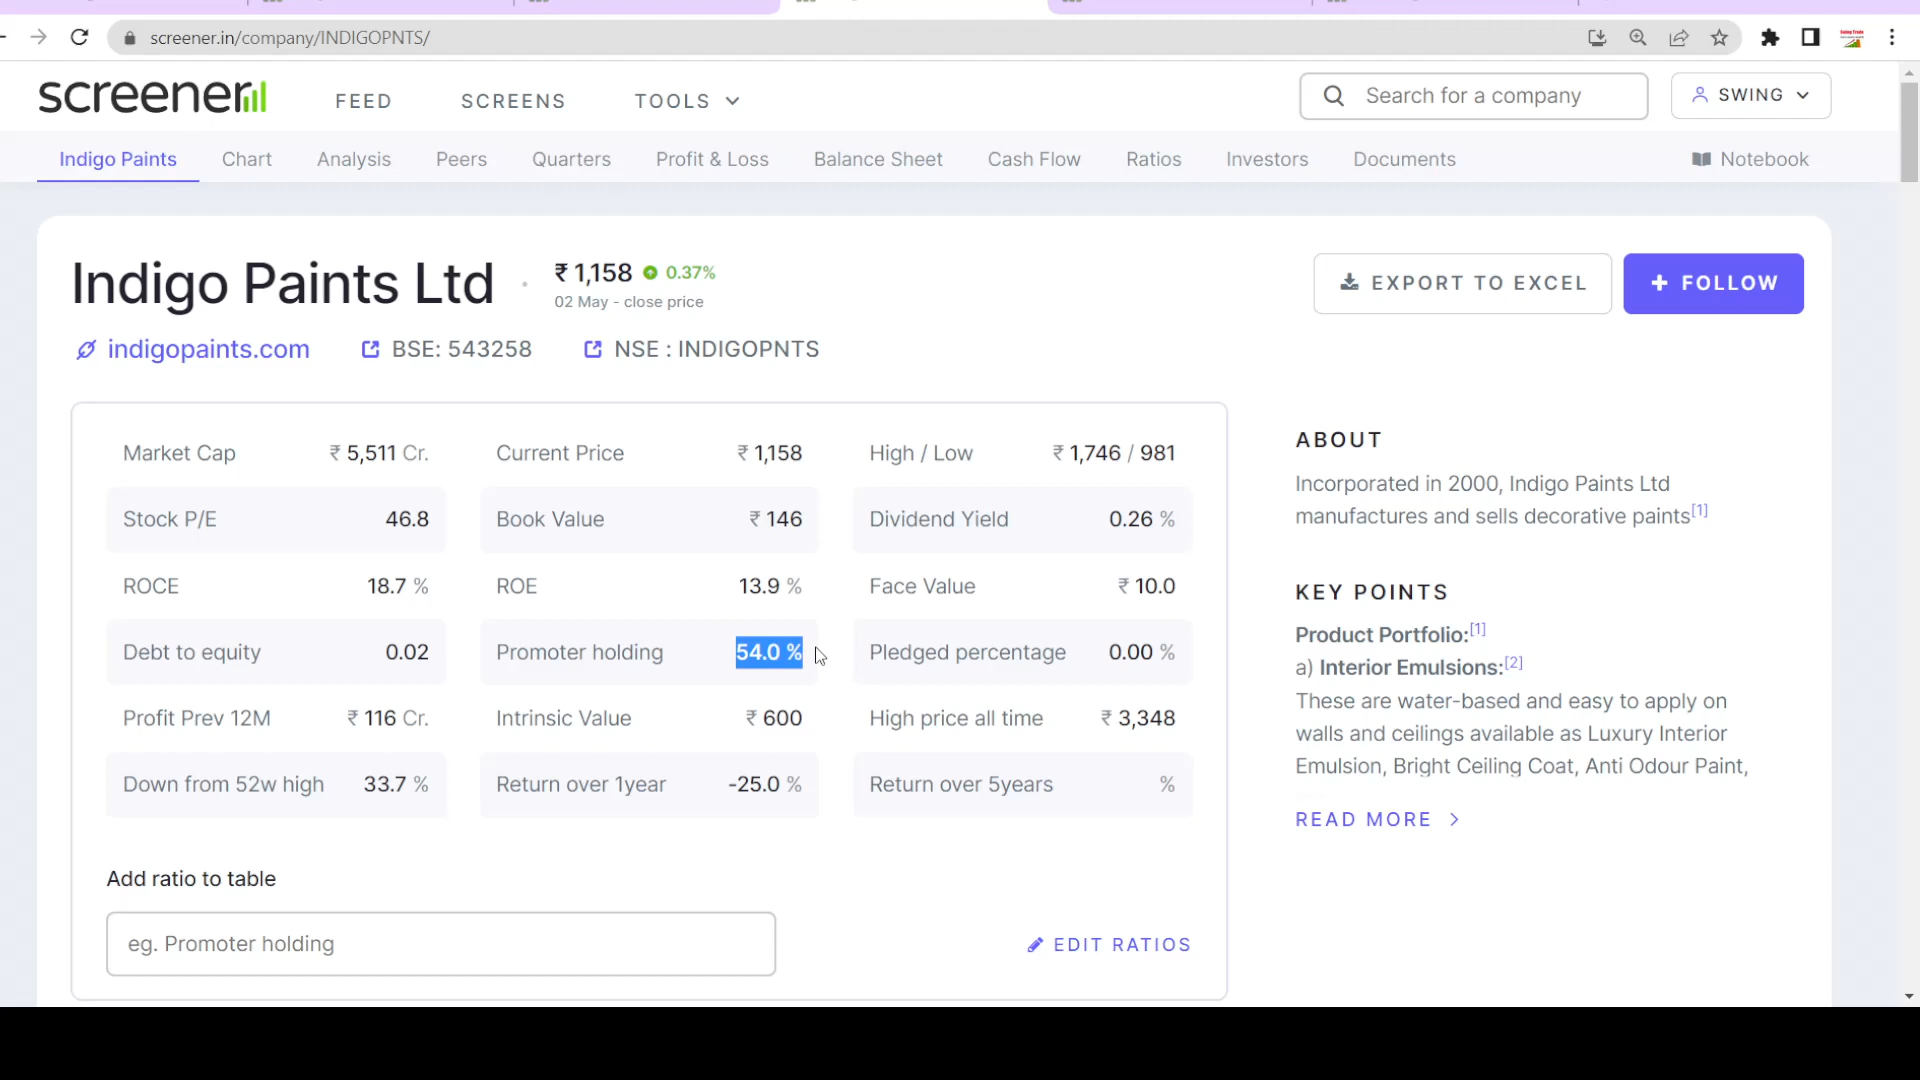 screener.in/company/INDIGOPNTS/
screener
FEED
SCREENS
TOOLS
Search for a company
SWING
Indigo Paints
Chart
Analysis
Peers
Quarters
Profit & Loss
Balance Sheet
Cash Flow
Ratios
Investors
Documents
Notebook
Indigo Paints Ltd
₹ 1,158 0.37%
02 May - close price
EXPORT TO EXCEL
FOLLOW
indigopaints.com
BSE: 543258
NSE : INDIGOPNTS
Market Cap ₹ 5,511 Cr.
Current Price ₹ 1,158
High / Low ₹ 1,746 / 981
Stock P/E 46.8
Book Value ₹ 146
Dividend Yield 0.26 %
ROCE 18.7 %
ROE 13.9 %
Face Value ₹ 10.0
Debt to equity 0.02
Promoter holding 54.0 %
Pledged percentage 0.00 %
Profit Prev 12M ₹ 116 Cr.
Intrinsic Value ₹ 600
High price all time ₹ 3,348
Down from 52w high 33.7 %
Return over 1year -25.0 %
Return over 5years %
Add ratio to table
eg. Promoter holding
EDIT RATIOS
ABOUT
Incorporated in 2000, Indigo Paints Ltd
manufactures and sells decorative paints[1]
KEY POINTS
Product Portfolio:[1]
a) Interior Emulsions:[2]
These are water-based and easy to apply on
walls and ceilings available as Luxury Interior
Emulsion, Bright Ceiling Coat, Anti Odour Paint,
READ MORE